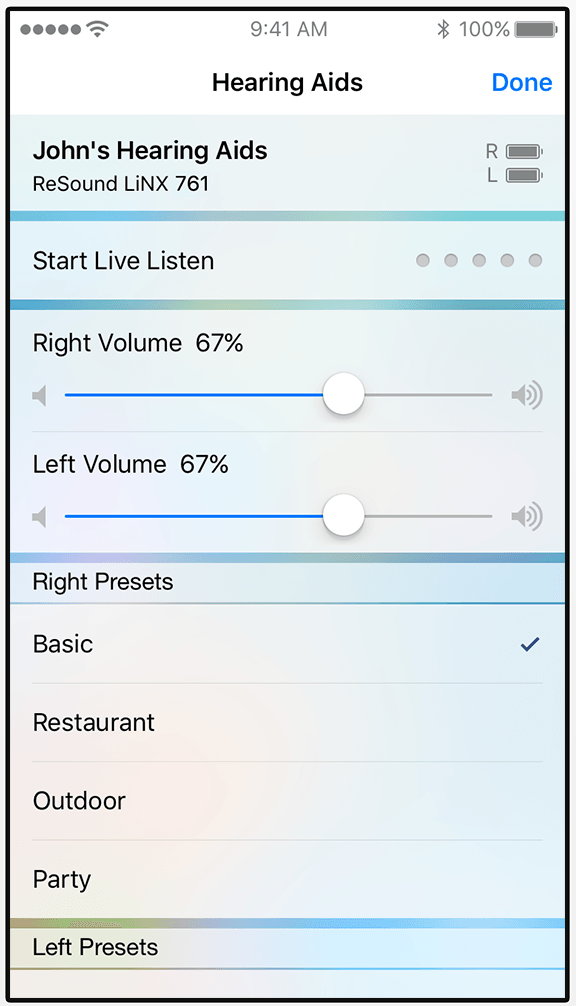 9:41 AM 100%
Hearing Aids Done
John's Hearing Aids R
ReSound LiNX 761 L
Start Live Listen
Right Volume 67%
Left Volume 67%
Right Presets
Basic
Restaurant
Outdoor
Party
Left Presets